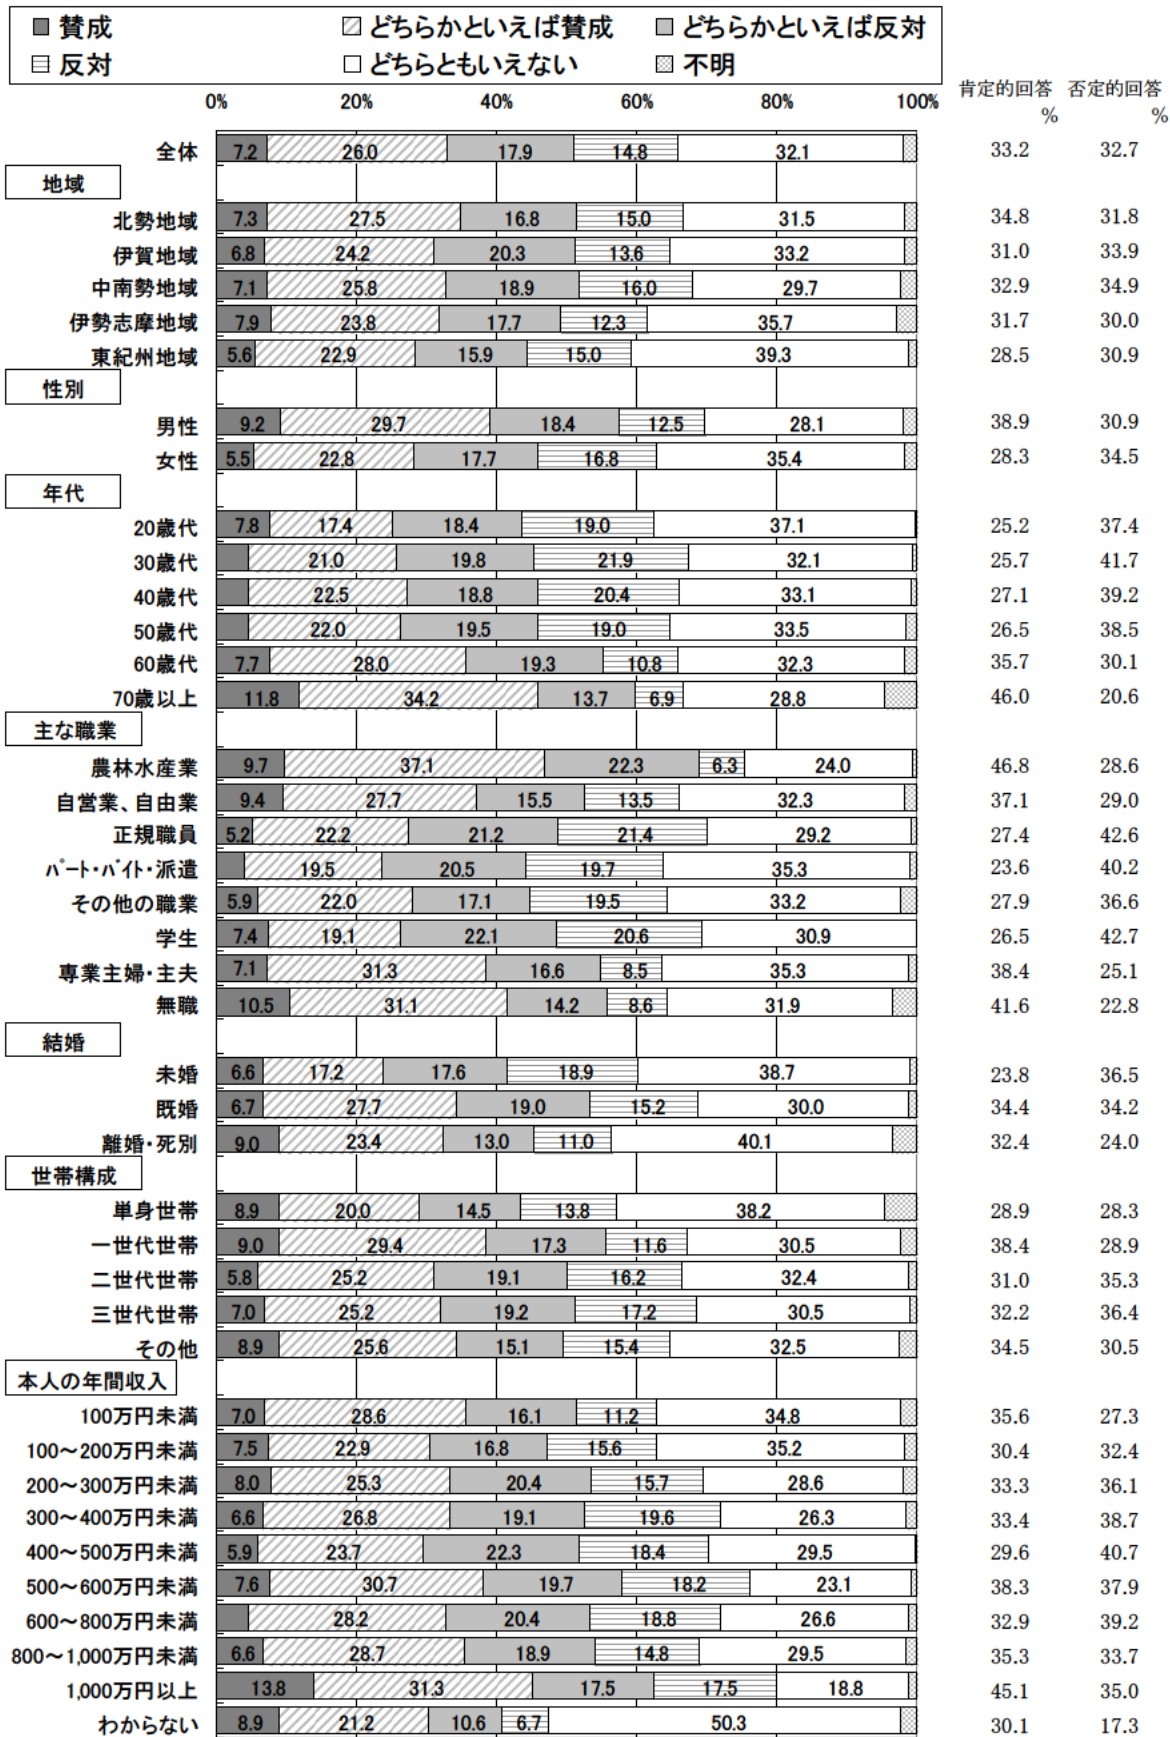 賛成 どちらかといえば賛成 どちらかといえば反対
反対 どちらともいえない 不明
肯定的回答 否定的回答
0% 20% 40% 60% 80% 100%
% %
全体 7.2 26.0 17.9 14.8 32.1 33.2 32.7
地域
北勢地域 7.3 27.5 16.8 15.0 31.5 34.8 31.8
伊賀地域 6.8 24.2 20.3 13.6 33.2 31.0 33.9
中南勢地域 7.1 25.8 18.9 16.0 29.7 32.9 34.9
伊勢志摩地域 7.9 23.8 17.7 12.3 35.7 31.7 30.0
東紀州地域 5.6 22.9 15.9 15.0 39.3 28.5 30.9
性別
男性 9.2 29.7 18.4 12.5 28.1 38.9 30.9
女性 5.5 22.8 17.7 16.8 35.4 28.3 34.5
年代
20歳代 7.8 17.4 18.4 19.0 37.1 25.2 37.4
30歳代 21.0 19.8 21.9 32.1 25.7 41.7
40歳代 22.5 18.8 20.4 33.1 27.1 39.2
50歳代 22.0 19.5 19.0 33.5 26.5 38.5
60歳代 7.7 28.0 19.3 10.8 32.3 35.7 30.1
70歳以上 11.8 34.2 13.7 6.9 28.8 46.0 20.6
主な職業
農林水産業 9.7 37.1 22.3 6.3 24.0 46.8 28.6
自営業、自由業 9.4 27.7 15.5 13.5 32.3 37.1 29.0
正規職員 5.2 22.2 21.2 21.4 29.2 27.4 42.6
パート・バイト・派遣 19.5 20.5 19.7 35.3 23.6 40.2
その他の職業 5.9 22.0 17.1 19.5 33.2 27.9 36.6
学生 7.4 19.1 22.1 20.6 30.9 26.5 42.7
専業主婦・主夫 7.1 31.3 16.6 8.5 35.3 38.4 25.1
無職 10.5 31.1 14.2 8.6 31.9 41.6 22.8
結婚
未婚 6.6 17.2 17.6 18.9 38.7 23.8 36.5
既婚 6.7 27.7 19.0 15.2 30.0 34.4 34.2
離婚・死別 9.0 23.4 13.0 11.0 40.1 32.4 24.0
世帯構成
単身世帯 8.9 20.0 14.5 13.8 38.2 28.9 28.3
一世代世帯 9.0 29.4 17.3 11.6 30.5 38.4 28.9
二世代世帯 5.8 25.2 19.1 16.2 32.4 31.0 35.3
三世代世帯 7.0 25.2 19.2 17.2 30.5 32.2 36.4
その他 8.9 25.6 15.1 15.4 32.5 34.5 30.5
本人の年間収入
100万円未満 7.0 28.6 16.1 11.2 34.8 35.6 27.3
100～200万円未満 7.5 22.9 16.8 15.6 35.2 30.4 32.4
200～300万円未満 8.0 25.3 20.4 15.7 28.6 33.3 36.1
300～400万円未満 6.6 26.8 19.1 19.6 26.3 33.4 38.7
400～500万円未満 5.9 23.7 22.3 18.4 29.5 29.6 40.7
500～600万円未満 7.6 30.7 19.7 18.2 23.1 38.3 37.9
600～800万円未満 28.2 20.4 18.8 26.6 32.9 39.2
800～1,000万円未満 6.6 28.7 18.9 14.8 29.5 35.3 33.7
1,000万円以上 13.8 31.3 17.5 17.5 18.8 45.1 35.0
わからない 8.9 21.2 10.6 6.7 50.3 30.1 17.3